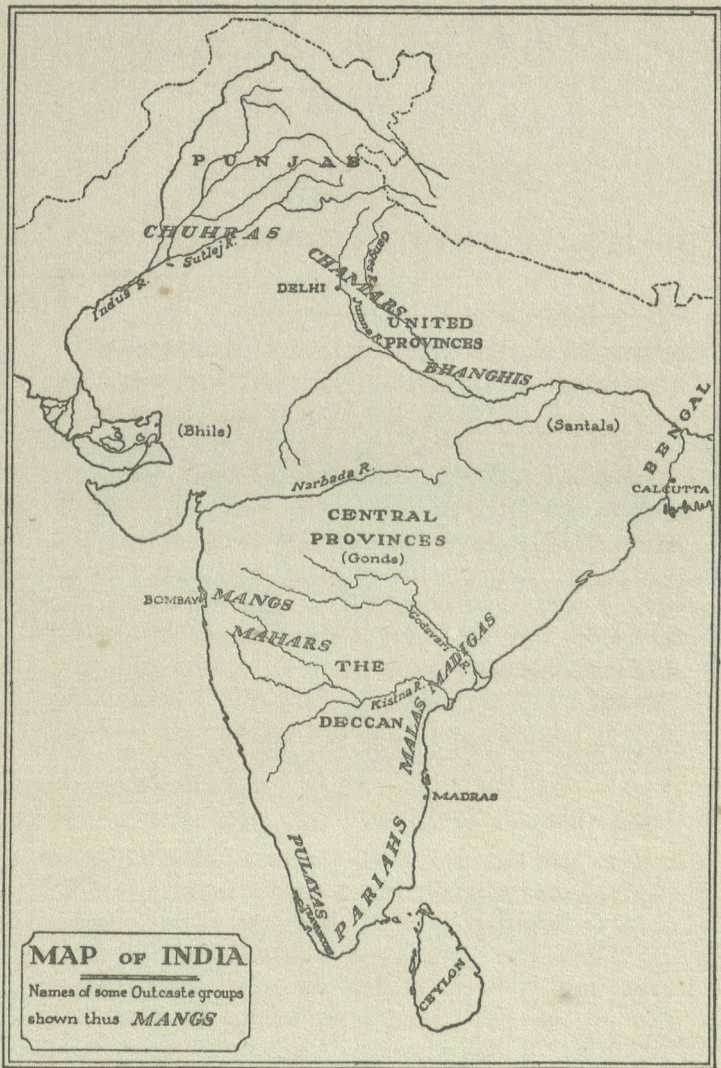 PUNJAB
CHUHRAS
Sutlej R.
Indus R.
Ganges R.
CHAMARS
DELHI
Jumna R.
UNITED
PROVINCES
BHANGHIS
(Bhils)
(Santals)
BENGAL
CALCUTTA
Narbada R.
CENTRAL
PROVINCES
(Gonds)
BOMBAY
MANGS
MAHARS
Godavari R.
MADIGAS
THE
DECCAN
Kistna R.
MALAS
MADRAS
PULAYAS
Travancore
PARIAHS
CEYLON
MAP OF INDIA
Names of some Outcaste groups
shown thus MANGS